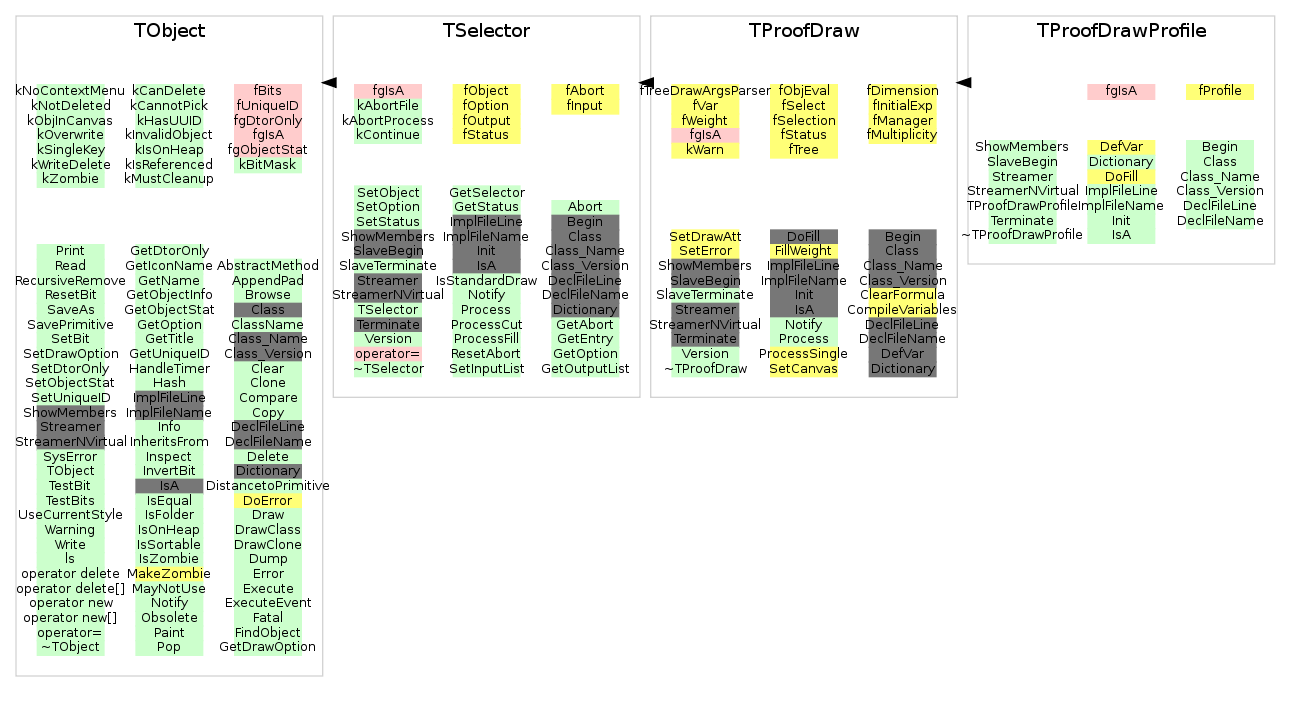 TObject
kNoContextMenu
kNotDeleted
kObjInCanvas
kOverwrite
kSingleKey
kWriteDelete
kZombie
kCanDelete
kCannotPick
kHasUUID
kInvalidObject
kIsOnHeap
kIsReferenced
kMustCleanup
fBits
fUniqueID
fgDtorOnly
fgIsA
fgObjectStat
kBitMask
Print
Read
RecursiveRemove
ResetBit
SaveAs
SavePrimitive
SetBit
SetDrawOption
SetDtorOnly
SetObjectStat
SetUniqueID
ShowMembers
Streamer
StreamerNVirtual
SysError
TObject
TestBit
TestBits
UseCurrentStyle
Warning
Write
ls
operator delete
operator delete[]
operator new
operator new[]
operator=
~TObject
GetDtorOnly
GetIconName
GetName
GetObjectInfo
GetObjectStat
GetOption
GetTitle
GetUniqueID
HandleTimer
Hash
ImplFileLine
ImplFileName
Info
InheritsFrom
Inspect
InvertBit
IsA
IsEqual
IsFolder
IsOnHeap
IsSortable
IsZombie
MakeZombie
MayNotUse
Notify
Obsolete
Paint
Pop
AbstractMethod
AppendPad
Browse
Class
ClassName
Class_Name
Class_Version
Clear
Clone
Compare
Copy
DeclFileLine
DeclFileName
Delete
Dictionary
DistancetoPrimitive
DoError
Draw
DrawClass
DrawClone
Dump
Error
Execute
ExecuteEvent
Fatal
FindObject
GetDrawOption
TSelector
fgIsA
kAbortFile
kAbortProcess
kContinue
fObject
fOption
fOutput
fStatus
fAbort
fInput
SetObject
SetOption
SetStatus
ShowMembers
SlaveBegin
SlaveTerminate
Streamer
StreamerNVirtual
TSelector
Terminate
Version
operator=
~TSelector
GetSelector
GetStatus
ImplFileLine
ImplFileName
Init
IsA
IsStandardDraw
Notify
Process
ProcessCut
ProcessFill
ResetAbort
SetInputList
Abort
Begin
Class
Class_Name
Class_Version
DeclFileLine
DeclFileName
Dictionary
GetAbort
GetEntry
GetOption
GetOutputList
TProofDraw
fTreeDrawArgsParser
fVar
fWeight
fgIsA
kWarn
fObjEval
fSelect
fSelection
fStatus
fTree
fDimension
fInitialExp
fManager
fMultiplicity
SetDrawAtt
SetError
ShowMembers
SlaveBegin
SlaveTerminate
Streamer
StreamerNVirtual
Terminate
Version
~TProofDraw
DoFill
FillWeight
ImplFileLine
ImplFileName
Init
IsA
Notify
Process
ProcessSingle
SetCanvas
Begin
Class
Class_Name
Class_Version
ClearFormula
CompileVariables
DeclFileLine
DeclFileName
DefVar
Dictionary
TProofDrawProfile
fgIsA
fProfile
ShowMembers
SlaveBegin
Streamer
StreamerNVirtual
TProofDrawProfile
Terminate
~TProofDrawProfile
DefVar
Dictionary
DoFill
ImplFileLine
ImplFileName
Init
IsA
Begin
Class
Class_Name
Class_Version
DeclFileLine
DeclFileName